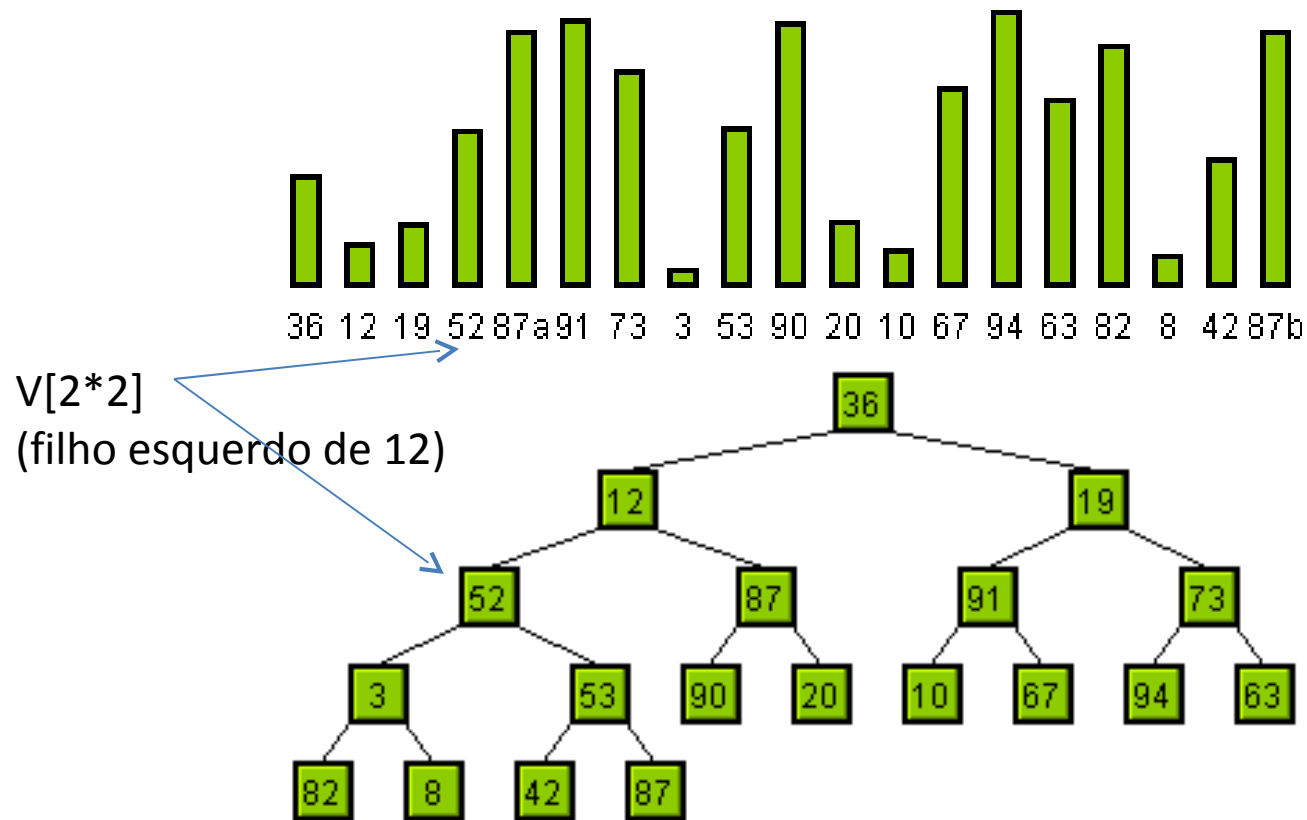 36 12 19 52 87a 91 73 3 53 90 20 10 67 94 63 82 8 42 87b
V[2*2]
(filho esquerdo de 12)
36
12 19
52 87 91 73
3 53 90 20 10 67 94 63
82 8 42 87